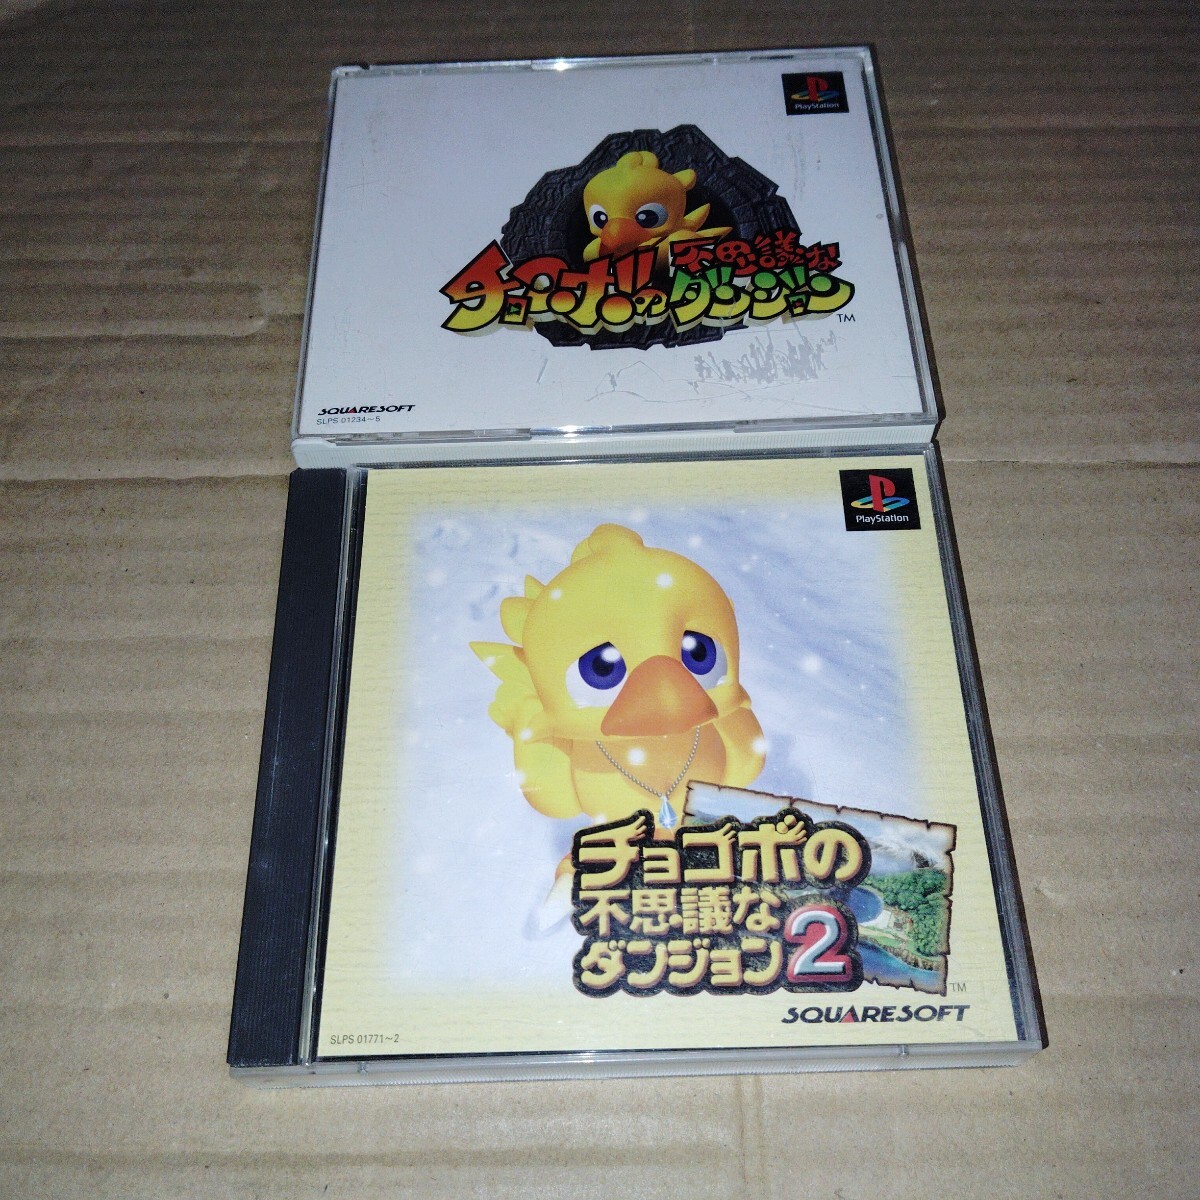 PlayStation
チョコボの不思議な
ダンジョン
TM
SQUARESOFT
SLPS 01234~5
PlayStation
チョコボの
不思議な
ダンジョン2
TM
SQUARESOFT
SLPS 01771~2